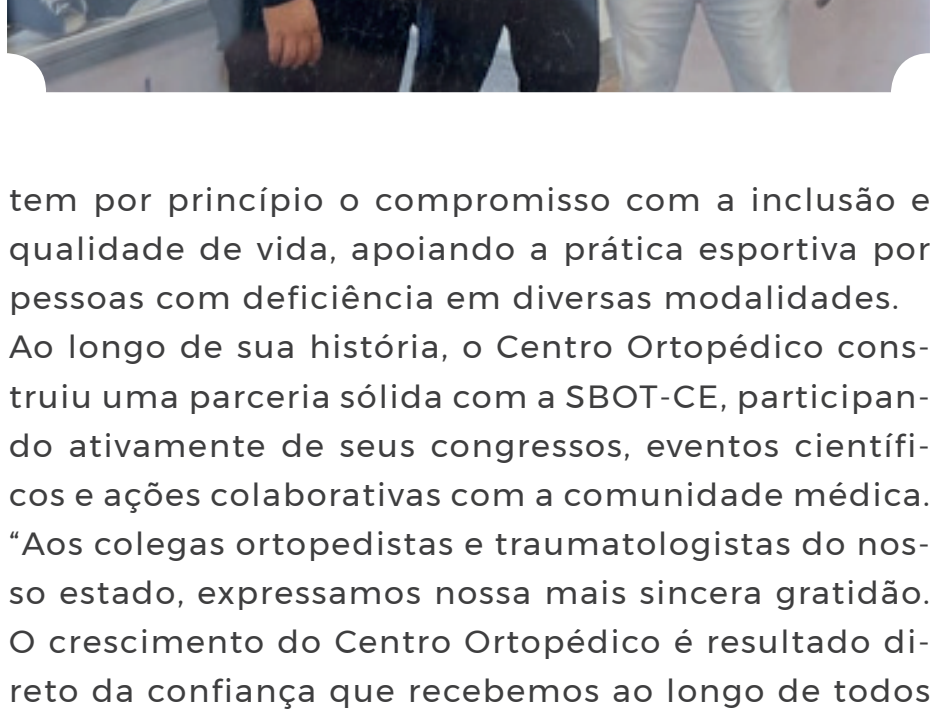 tem por princípio o compromisso com a inclusão e
qualidade de vida, apoiando a prática esportiva por
pessoas com deficiência em diversas modalidades.
Ao longo de sua história, o Centro Ortopédico cons-
truiu uma parceria sólida com a SBOT-CE, participan-
do ativamente de seus congressos, eventos científi-
cos e ações colaborativas com a comunidade médica.
“Aos colegas ortopedistas e traumatologistas do nos-
so estado, expressamos nossa mais sincera gratidão.
O crescimento do Centro Ortopédico é resultado di-
reto da confiança que recebemos ao longo de todos